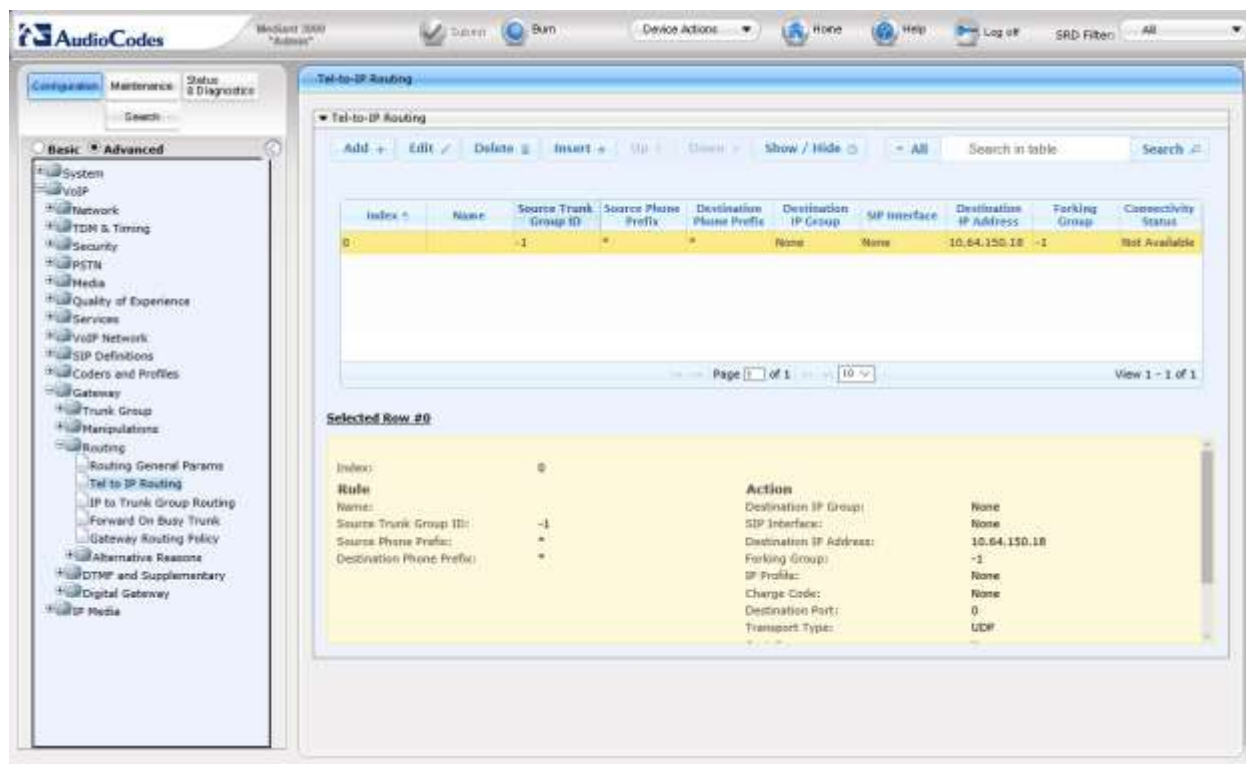 AudioCodes
Mediant 3000
"Admin"
Submit
Burn
Device Actions
Home
Help
Log off
SRD Filter:
All
Configuration
Maintenance
Status & Diagnostics
Search
Basic
Advanced
System
VoIP
Network
TDM & Timing
Security
PSTN
Media
Quality of Experience
Services
VoIP Network
SIP Definitions
Coders and Profiles
Gateway
Trunk Group
Manipulations
Routing
Routing General Params
Tel to IP Routing
IP to Trunk Group Routing
Forward On Busy Trunk
Gateway Routing Policy
Alternative Reasons
DTMF and Supplementary
Digital Gateway
IP Media
Tel-to-IP Routing
Tel-to-IP Routing
Add + Edit Delete Insert + Up Down Show / Hide All Search in table Search
Index Name Source Trunk Group ID Source Phone Prefix Destination Phone Prefix Destination IP Group SIP Interface Destination IP Address Forking Group Connectivity Status
0 -1 * * None None 10.64.150.18 -1 Not Available
Page 1 of 1 10
View 1 - 1 of 1
Selected Row #0
Index: 0
Rule
Name:
Source Trunk Group ID: -1
Source Phone Prefix: *
Destination Phone Prefix: *
Action
Destination IP Group: None
SIP Interface: None
Destination IP Address: 10.64.150.18
Forking Group: -1
IP Profile: None
Charge Code: None
Destination Port: 0
Transport Type: UDP